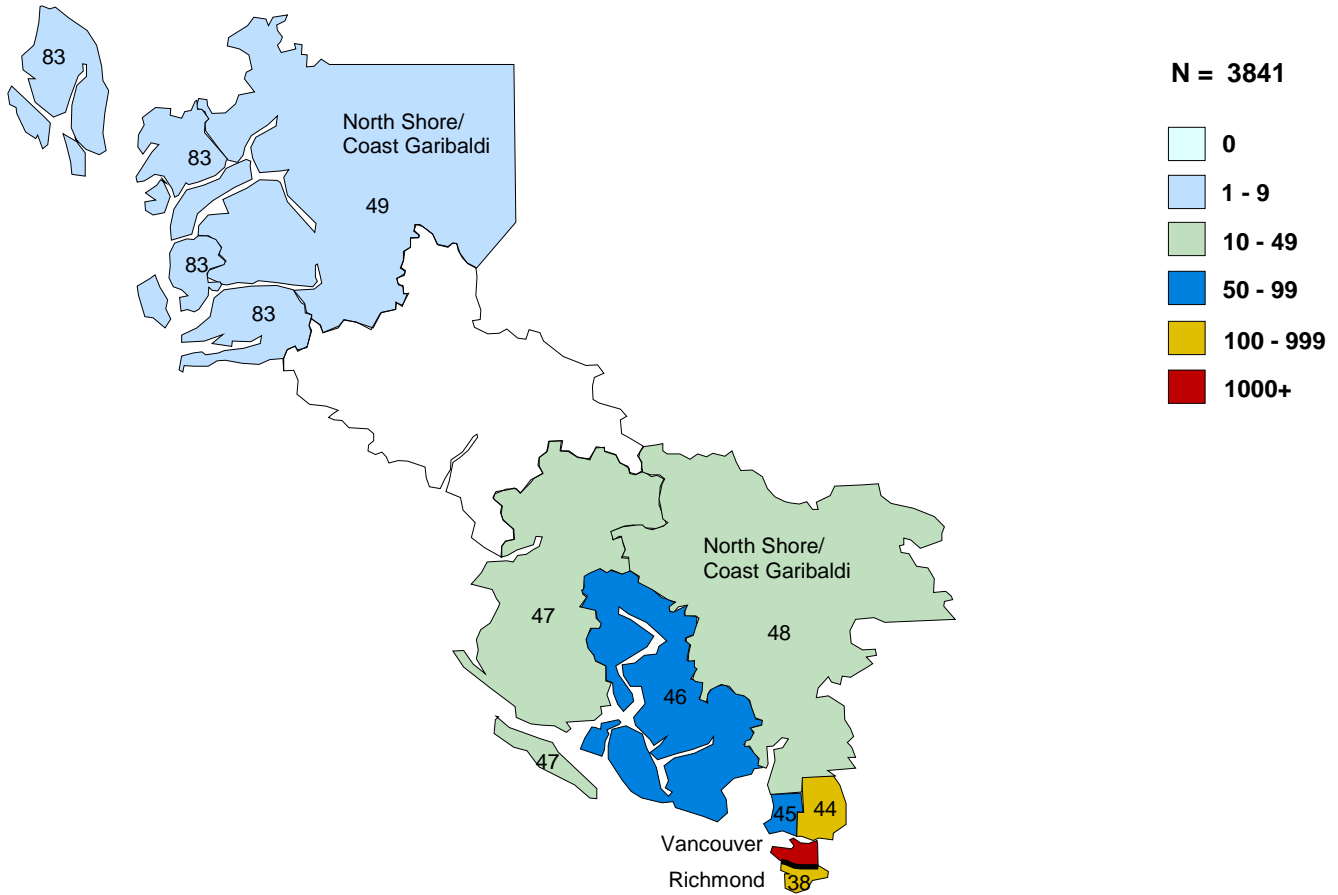 83
N = 3841
North Shore/
Coast Garibaldi
0
83
1 - 9
49
10 - 49
83
50 - 99
83
100 - 999
1000+
North Shore/
Coast Garibaldi
47
48
46
47
45
44
Vancouver
Richmond
38